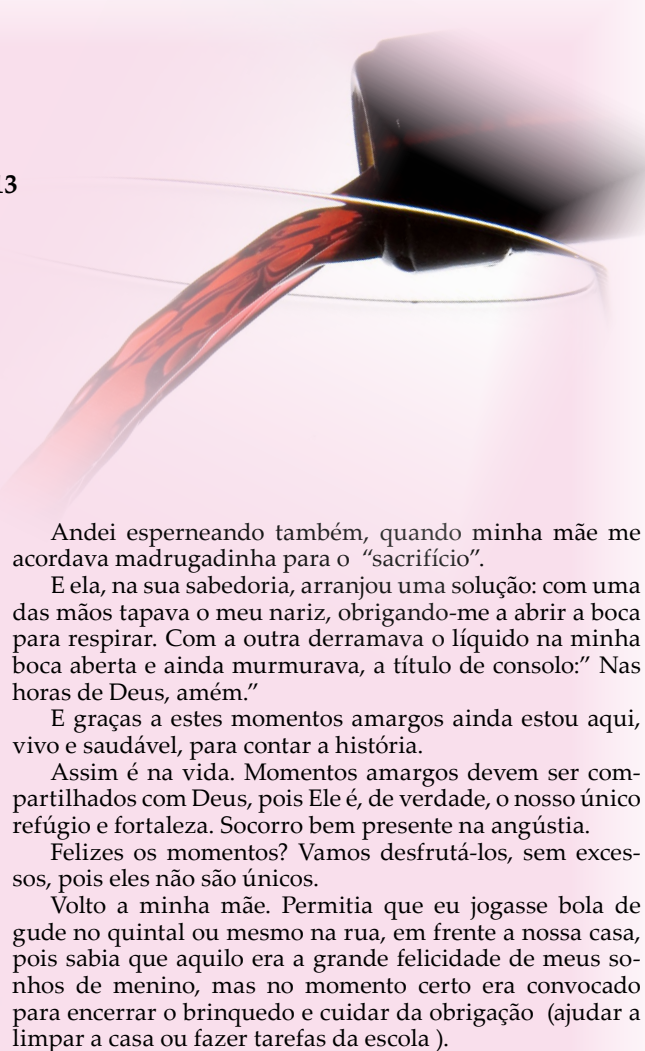 13
Andei esperneando também, quando minha mãe me
acordava madrugadinha para o “sacrifício”.
E ela, na sua sabedoria, arranjou uma solução: com uma
das mãos tapava o meu nariz, obrigando-me a abrir a boca
para respirar. Com a outra derramava o líquido na minha
boca aberta e ainda murmurava, a título de consolo:” Nas
horas de Deus, amém.”
E graças a estes momentos amargos ainda estou aqui,
vivo e saudável, para contar a história.
Assim é na vida. Momentos amargos devem ser com-
partilhados com Deus, pois Ele é, de verdade, o nosso único
refúgio e fortaleza. Socorro bem presente na angústia.
Felizes os momentos? Vamos desfrutá-los, sem exces-
sos, pois eles não são únicos.
Volto a minha mãe. Permitia que eu jogasse bola de
gude no quintal ou mesmo na rua, em frente a nossa casa,
pois sabia que aquilo era a grande felicidade de meus so-
nhos de menino, mas no momento certo era convocado
para encerrar o brinquedo e cuidar da obrigação (ajudar a
limpar a casa ou fazer tarefas da escola ).